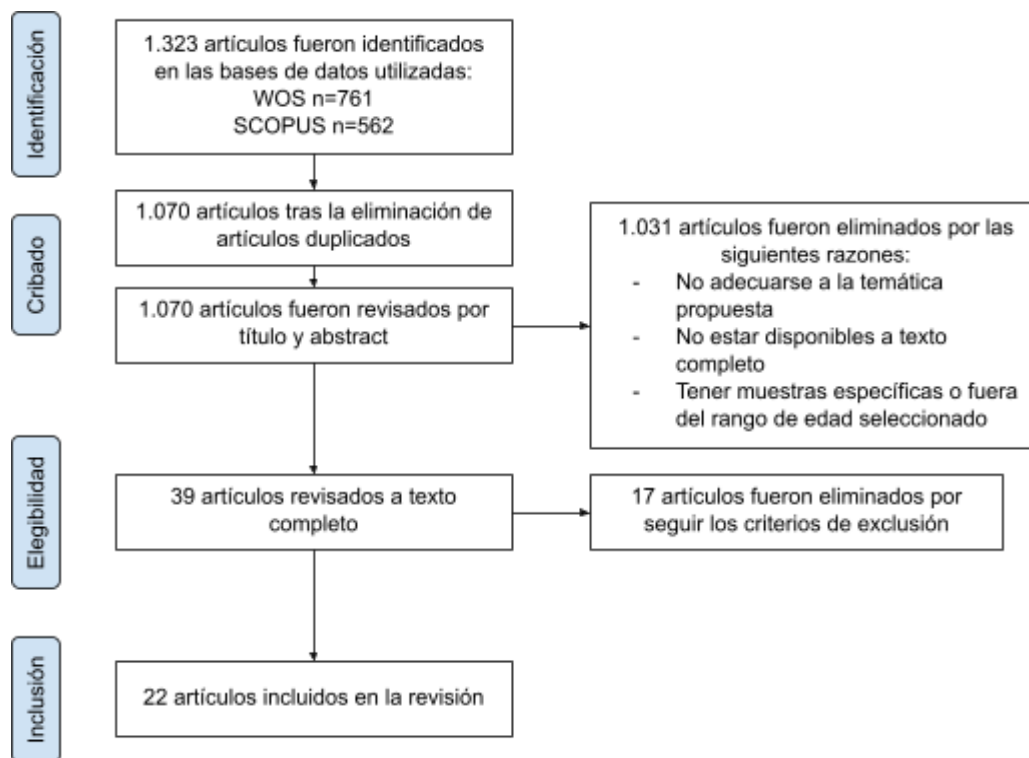 Identificación
1.323 artículos fueron identificados
en las bases de datos utilizadas:
WOS n=761
SCOPUS n=562
Cribado
1.070 artículos tras la eliminación de
artículos duplicados
1.070 artículos fueron revisados por
título y abstract
1.031 artículos fueron eliminados por las
siguientes razones:
- No adecuarse a la temática
propuesta
- No estar disponibles a texto
completo
- Tener muestras específicas o fuera
del rango de edad seleccionado
Elegibilidad
39 artículos revisados a texto
completo
17 artículos fueron eliminados por
seguir los criterios de exclusión
Inclusión
22 artículos incluidos en la revisión